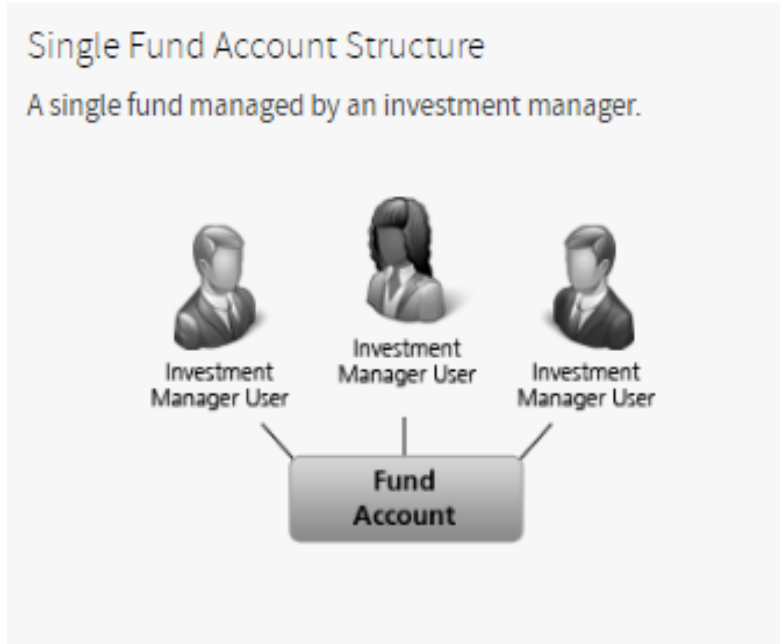 Single Fund Account Structure
A single fund managed by an investment manager.
Investment
Manager User
Investment
Manager User
Investment
Manager User
Fund
Account